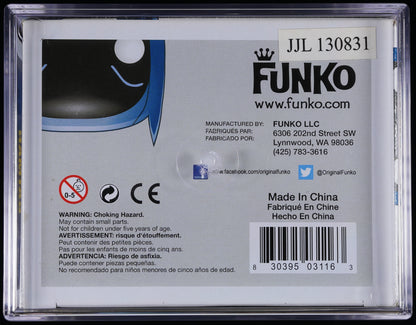 JJL 130831
FUNKO
www.funko.com
MANUFACTURED BY: FUNKO LLC
FABRIQUÉS PAR: 6306 202nd Street SW
FABRICADO POR: Lynnwood, WA 98036
(425) 783-3616
www.facebook.com/originalfunko @OriginalFunko
0-3
WARNING: Choking Hazard.
May contain small parts.
Not for children under five years of age.
AVERTISSEMENT: risque d'étouffement.
Peut contenir des petites pièces.
Pas pour les enfants de moins de cinq ans.
ADVERTENCIA: Riesgo de asfixia.
Puede contener piezas pequeñas
No recomendado para niños menores de cinco años de edad.
Made In China
Fabriqué En Chine
Hecho En China
8 30395 03116 3